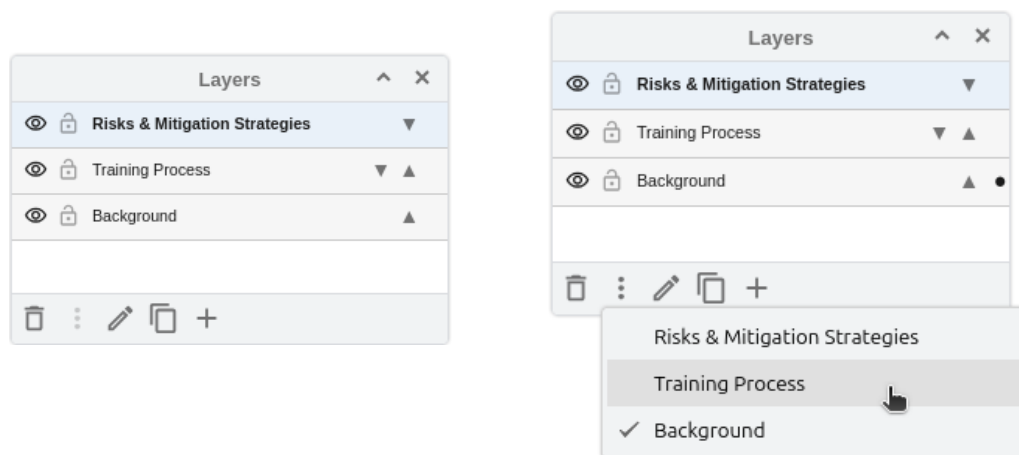 Layers
Risks & Mitigation Strategies
Training Process
Background
Layers
Risks & Mitigation Strategies
Training Process
Background
Risks & Mitigation Strategies
Training Process
Background